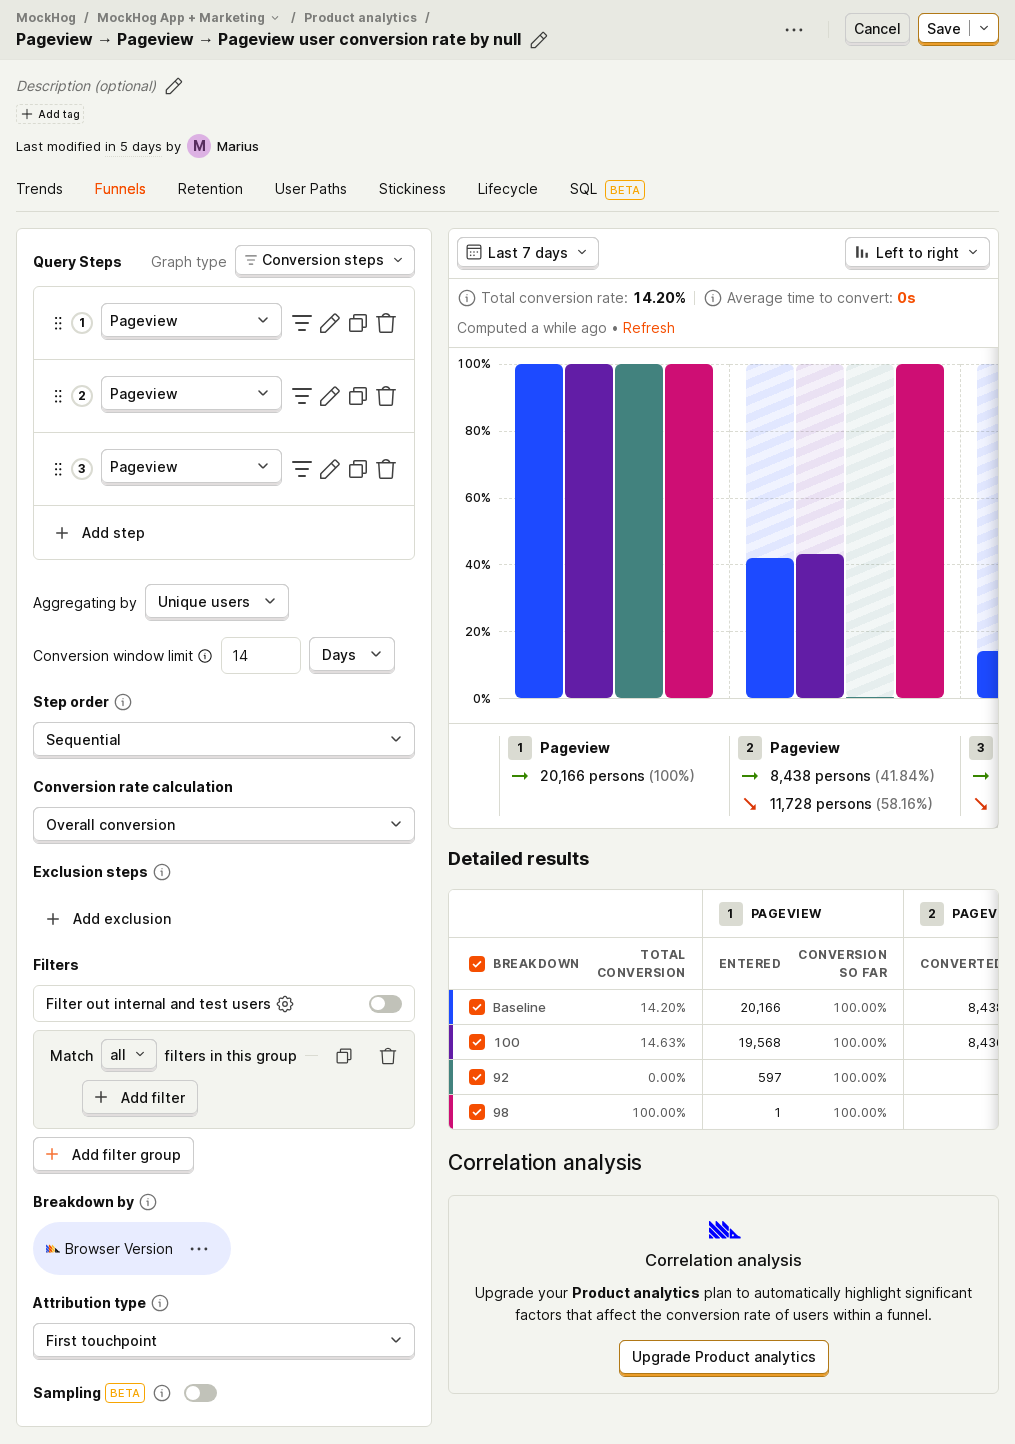 MockHog / MockHog App + Marketing / Product analytics /
Pageview → Pageview → Pageview user conversion rate by null
Cancel
Save
Description (optional)
Add tag
Last modified in 5 days by M Marius
Trends Funnels Retention User Paths Stickiness Lifecycle SQL BETA
Query Steps Graph type Conversion steps
1 Pageview
2 Pageview
3 Pageview
Add step
Aggregating by Unique users
Conversion window limit 14 Days
Step order
Sequential
Conversion rate calculation
Overall conversion
Exclusion steps
Add exclusion
Filters
Filter out internal and test users
Match all filters in this group
Add filter
Add filter group
Breakdown by
Browser Version
Attribution type
First touchpoint
Sampling BETA
Last 7 days
Left to right
Total conversion rate: 14.20% Average time to convert: 0s
Computed a while ago • Refresh
100%
80%
60%
40%
20%
0%
1 Pageview
20,166 persons (100%)
2 Pageview
8,438 persons (41.84%)
11,728 persons (58.16%)
3
Detailed results
1 PAGEVIEW 2 PAGEV
BREAKDOWN TOTAL CONVERSION ENTERED CONVERSION SO FAR CONVERTED
Baseline 14.20% 20,166 100.00% 8,438
100 14.63% 19,568 100.00% 8,436
92 0.00% 597 100.00%
98 100.00% 1 100.00%
Correlation analysis
Correlation analysis
Upgrade your Product analytics plan to automatically highlight significant
factors that affect the conversion rate of users within a funnel.
Upgrade Product analytics